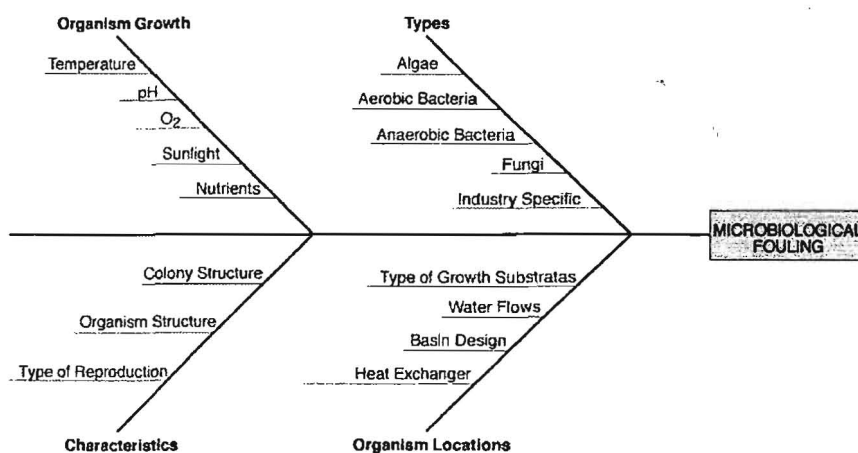 Organism Growth
Temperature
pH
O2
Sunlight
Nutrients
Types
Algae
Aerobic Bacteria
Anaerobic Bacteria
Fungi
Industry Specific
MICROBIOLOGICAL
FOULING
Colony Structure
Organism Structure
Type of Reproduction
Characteristics
Type of Growth Substratas
Water Flows
Basin Design
Heat Exchanger
Organism Locations